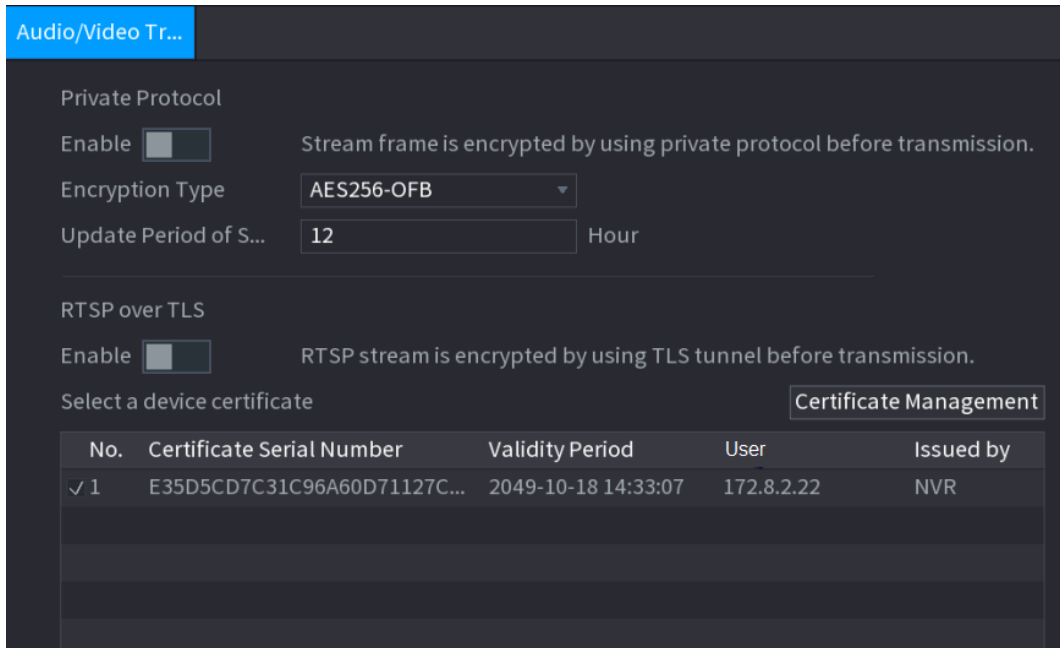 Audio/Video Tr...
Private Protocol
Enable Stream frame is encrypted by using private protocol before transmission.
Encryption Type AES256-OFB
Update Period of S... 12 Hour
RTSP over TLS
Enable RTSP stream is encrypted by using TLS tunnel before transmission.
Select a device certificate Certificate Management
No. Certificate Serial Number Validity Period User Issued by
1 E35D5CD7C31C96A60D71127C... 2049-10-18 14:33:07 172.8.2.22 NVR